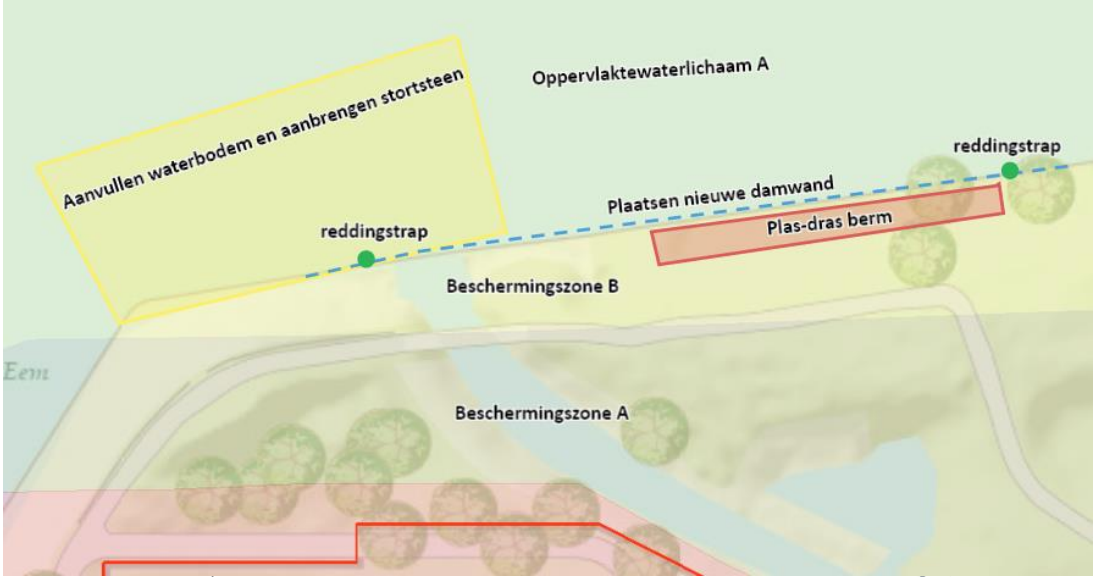 Oppervlaktewaterlichaam A
Aanvullen waterbodem en aanbrengen stortsteen
reddingstrap
Plaatsen nieuwe damwand
Plas-dras berm
reddingstrap
Beschermingszone B
Eem
Beschermingszone A